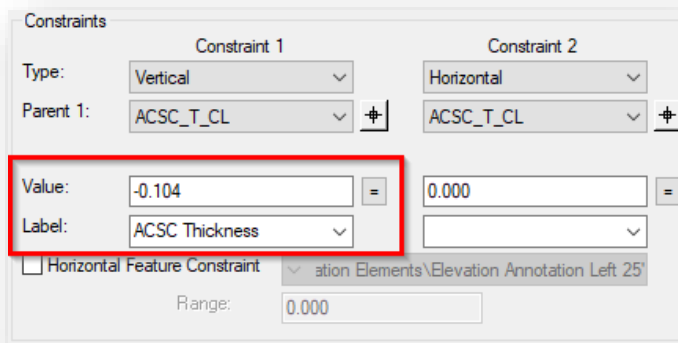 Constraints
Constraint 1 Constraint 2
Type: Vertical Horizontal
Parent 1: ACSC_T_CL ACSC_T_CL
Value: -0.104 = 0.000 =
Label: ACSC Thickness
Horizontal Feature Constraint ation Elements\Elevation Annotation Left 25'
Range: 0.000